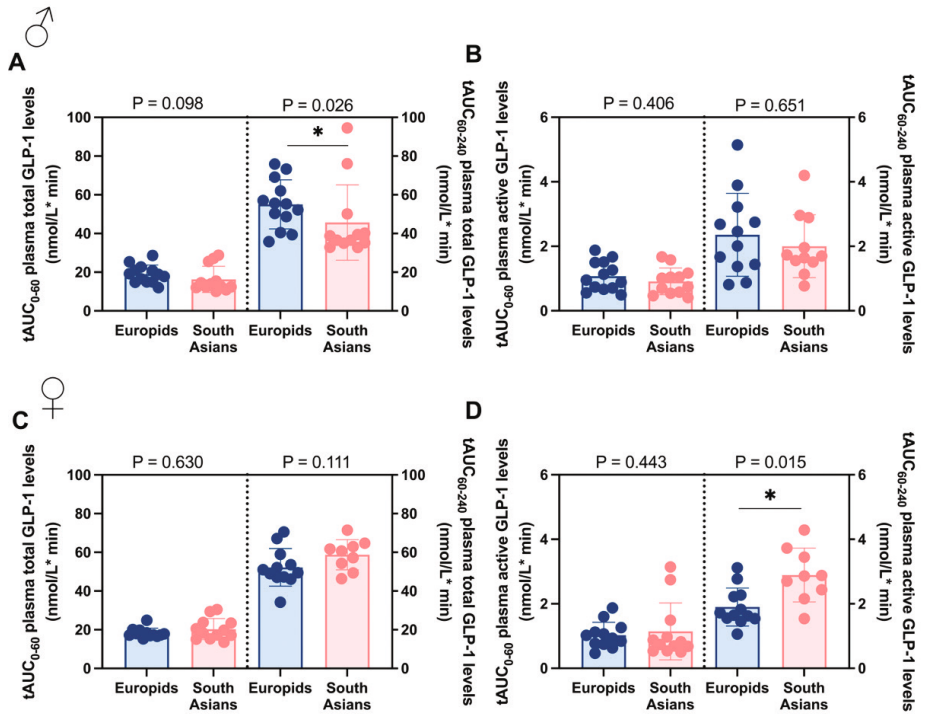 ♂
A
B
P = 0.098
P = 0.026
P = 0.406
P = 0.651
tAUC0-60 plasma total GLP-1 levels
(nmol/L* min)
100
80
60
40
20
0
*
100
80
60
40
20
0
tAUC60-240 plasma total GLP-1 levels
(nmol/L* min)
Europids
South
Asians
Europids
South
Asians
tAUC0-60 plasma active GLP-1 levels
(nmol/L* min)
6
4
2
0
6
4
2
0
tAUC60-240 plasma active GLP-1 levels
(nmol/L* min)
Europids
South
Asians
Europids
South
Asians
♀
C
D
P = 0.630
P = 0.111
P = 0.443
P = 0.015
tAUC0-60 plasma total GLP-1 levels
(nmol/L* min)
100
80
60
40
20
0
100
80
60
40
20
0
tAUC60-240 plasma total GLP-1 levels
(nmol/L* min)
Europids
South
Asians
Europids
South
Asians
tAUC0-60 plasma active GLP-1 levels
(nmol/L* min)
6
4
2
0
*
6
4
2
0
tAUC60-240 plasma active GLP-1 levels
(nmol/L* min)
Europids
South
Asians
Europids
South
Asians